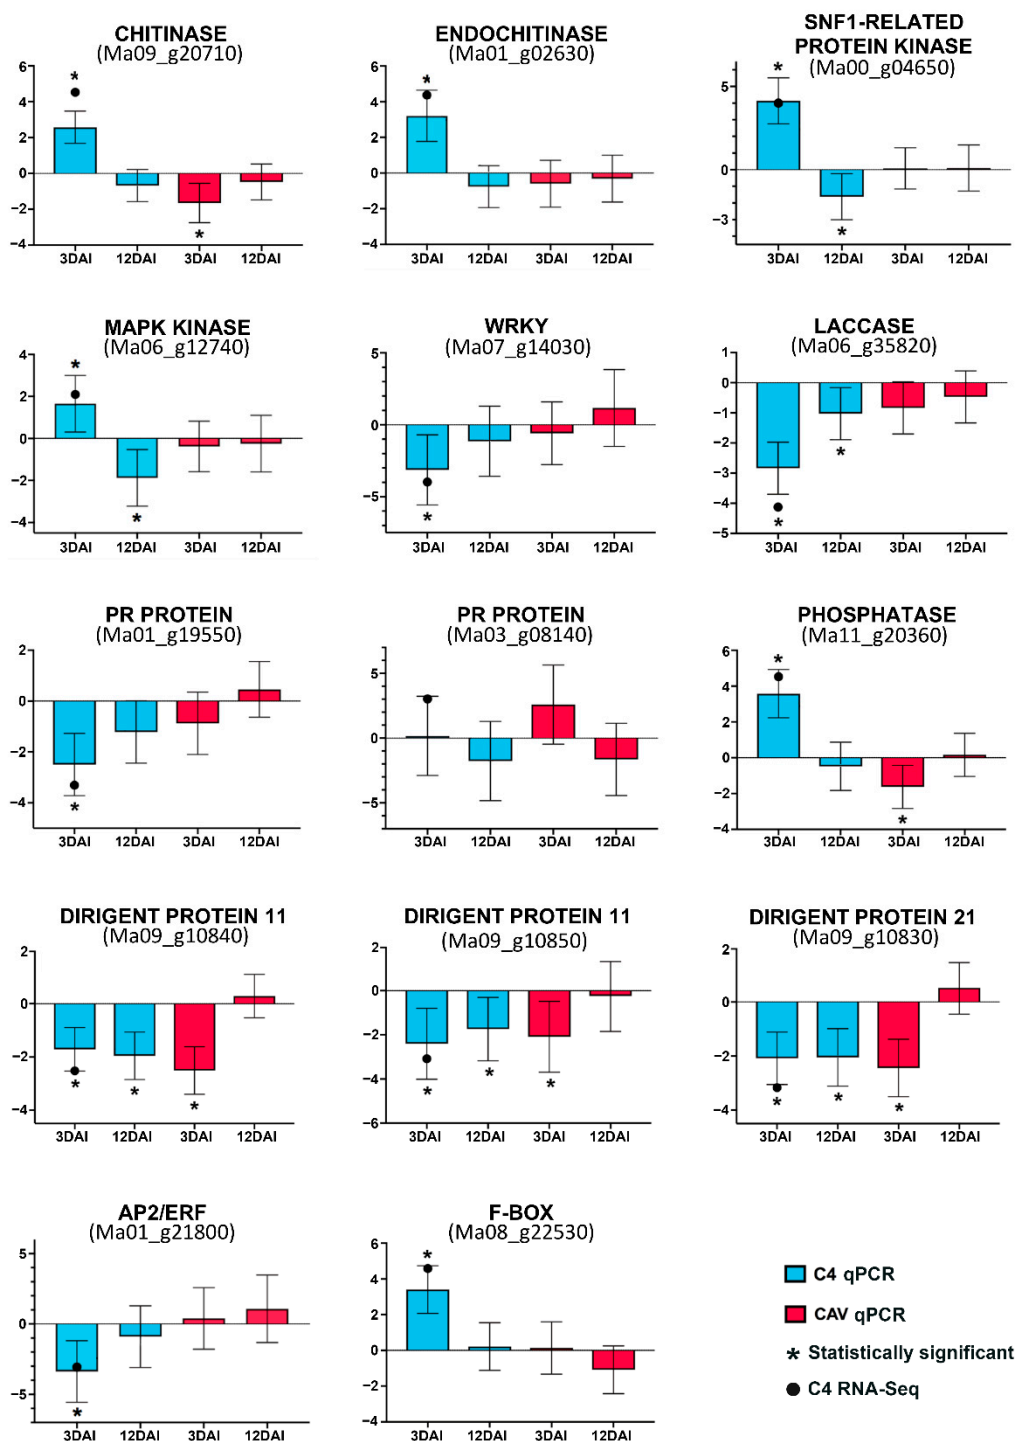 CHITINASE
(Ma09_g20710)
6
4
2
0
−2
−4
*
*
3DAI 12DAI 3DAI 12DAI
ENDOCHITINASE
(Ma01_g02630)
6
4
2
0
−2
−4
*
3DAI 12DAI 3DAI 12DAI
SNF1-RELATED
PROTEIN KINASE
(Ma00_g04650)
5
0
−3
*
*
3DAI 12DAI 3DAI 12DAI
MAPK KINASE
(Ma06_g12740)
4
2
0
−2
−4
*
*
3DAI 12DAI 3DAI 12DAI
WRKY
(Ma07_g14030)
5
0
−5
*
3DAI 12DAI 3DAI 12DAI
LACCASE
(Ma06_g35820)
1
0
−1
−2
−3
−4
−5
*
*
3DAI 12DAI 3DAI 12DAI
PR PROTEIN
(Ma01_g19550)
2
0
−2
−4
*
3DAI 12DAI 3DAI 12DAI
PR PROTEIN
(Ma03_g08140)
5
0
−5
3DAI 12DAI 3DAI 12DAI
PHOSPHATASE
(Ma11_g20360)
6
4
2
0
−2
−4
*
*
3DAI 12DAI 3DAI 12DAI
DIRIGENT PROTEIN 11
(Ma09_g10840)
2
0
−2
−4
*
*
*
3DAI 12DAI 3DAI 12DAI
DIRIGENT PROTEIN 11
(Ma09_g10850)
2
0
−2
−4
−6
*
*
*
3DAI 12DAI 3DAI 12DAI
DIRIGENT PROTEIN 21
(Ma09_g10830)
2
0
−2
−4
*
*
*
3DAI 12DAI 3DAI 12DAI
AP2/ERF
(Ma01_g21800)
5
0
−5
*
3DAI 12DAI 3DAI 12DAI
F-BOX
(Ma08_g22530)
6
4
2
0
−2
−4
*
3DAI 12DAI 3DAI 12DAI
C4 qPCR
CAV qPCR
* Statistically significant
C4 RNA-Seq